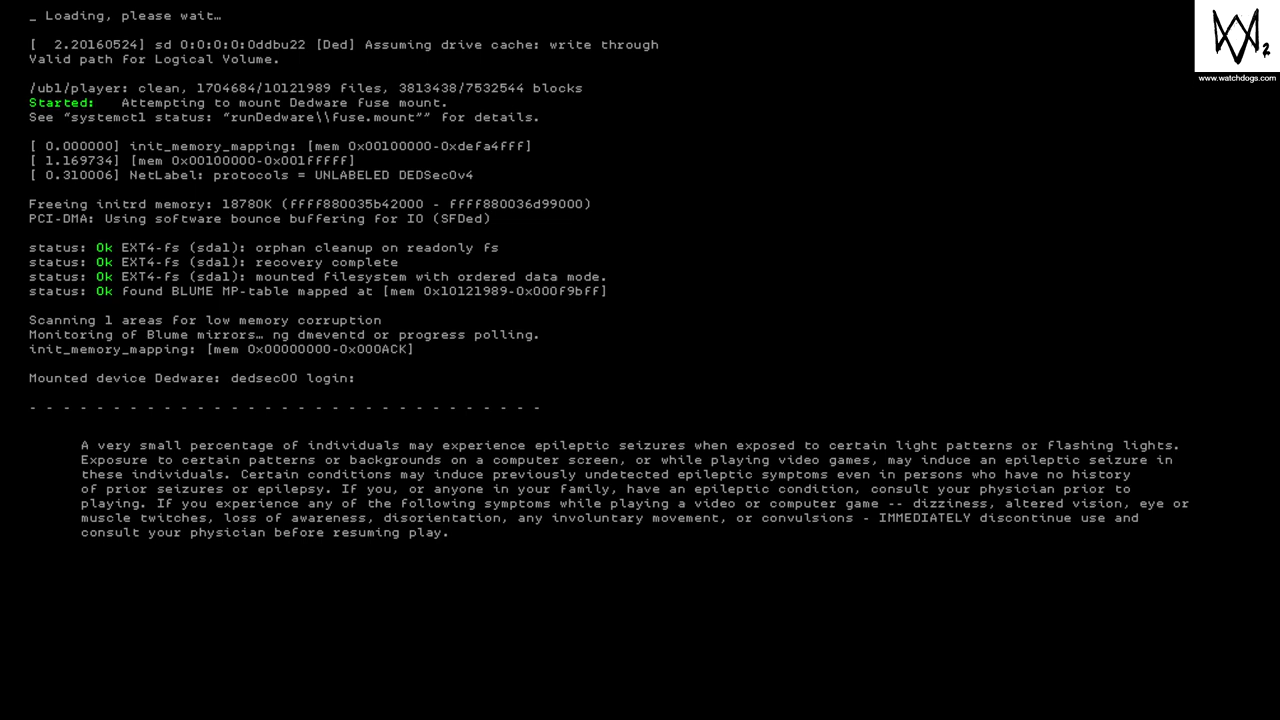 _ Loading, please wait…
[  2.20160524] sd 0:0:0:0:0ddbu22 [Ded] Assuming drive cache: write through
Valid path for Logical Volume.
/ubl/player: clean, 1704684/10121989 files, 3813438/7532544 blocks
Started:   Attempting to mount Dedware fuse mount.
See “systemctl status: “runDedware\\fuse.mount”” for details.
[ 0.000000] init_memory_mapping: [mem 0x00100000-0xdefa4fff]
[ 1.169734] [mem 0x00100000-0x001fffff]
[ 0.310006] NetLabel: protocols = UNLABELED DEDSec0v4
Freeing initrd memory: 18780K (ffff880035b42000 - ffff880036d99000)
PCI-DMA: Using software bounce buffering for IO (SFDed)
status: Ok EXT4-fs (sda1): orphan cleanup on readonly fs
status: Ok EXT4-fs (sda1): recovery complete
status: Ok EXT4-fs (sda1): mounted filesystem with ordered data mode.
status: Ok found BLUME MP-table mapped at [mem 0x10121989-0x000f9bff]
Scanning 1 areas for low memory corruption
Monitoring of Blume mirrors… ng dmeventd or progress polling.
init_memory_mapping: [mem 0x00000000-0x000ACK]
Mounted device Dedware: dedsec00 login:
- - - - - - - - - - - - - - - - - - - - - - - - - - - - - - -
A very small percentage of individuals may experience epileptic seizures when exposed to certain light patterns or flashing lights.
Exposure to certain patterns or backgrounds on a computer screen, or while playing video games, may induce an epileptic seizure in
these individuals. Certain conditions may induce previously undetected epileptic symptoms even in persons who have no history
of prior seizures or epilepsy. If you, or anyone in your family, have an epileptic condition, consult your physician prior to
playing. If you experience any of the following symptoms while playing a video or computer game -- dizziness, altered vision, eye or
muscle twitches, loss of awareness, disorientation, any involuntary movement, or convulsions - IMMEDIATELY discontinue use and
consult your physician before resuming play.
2
www.watchdogs.com